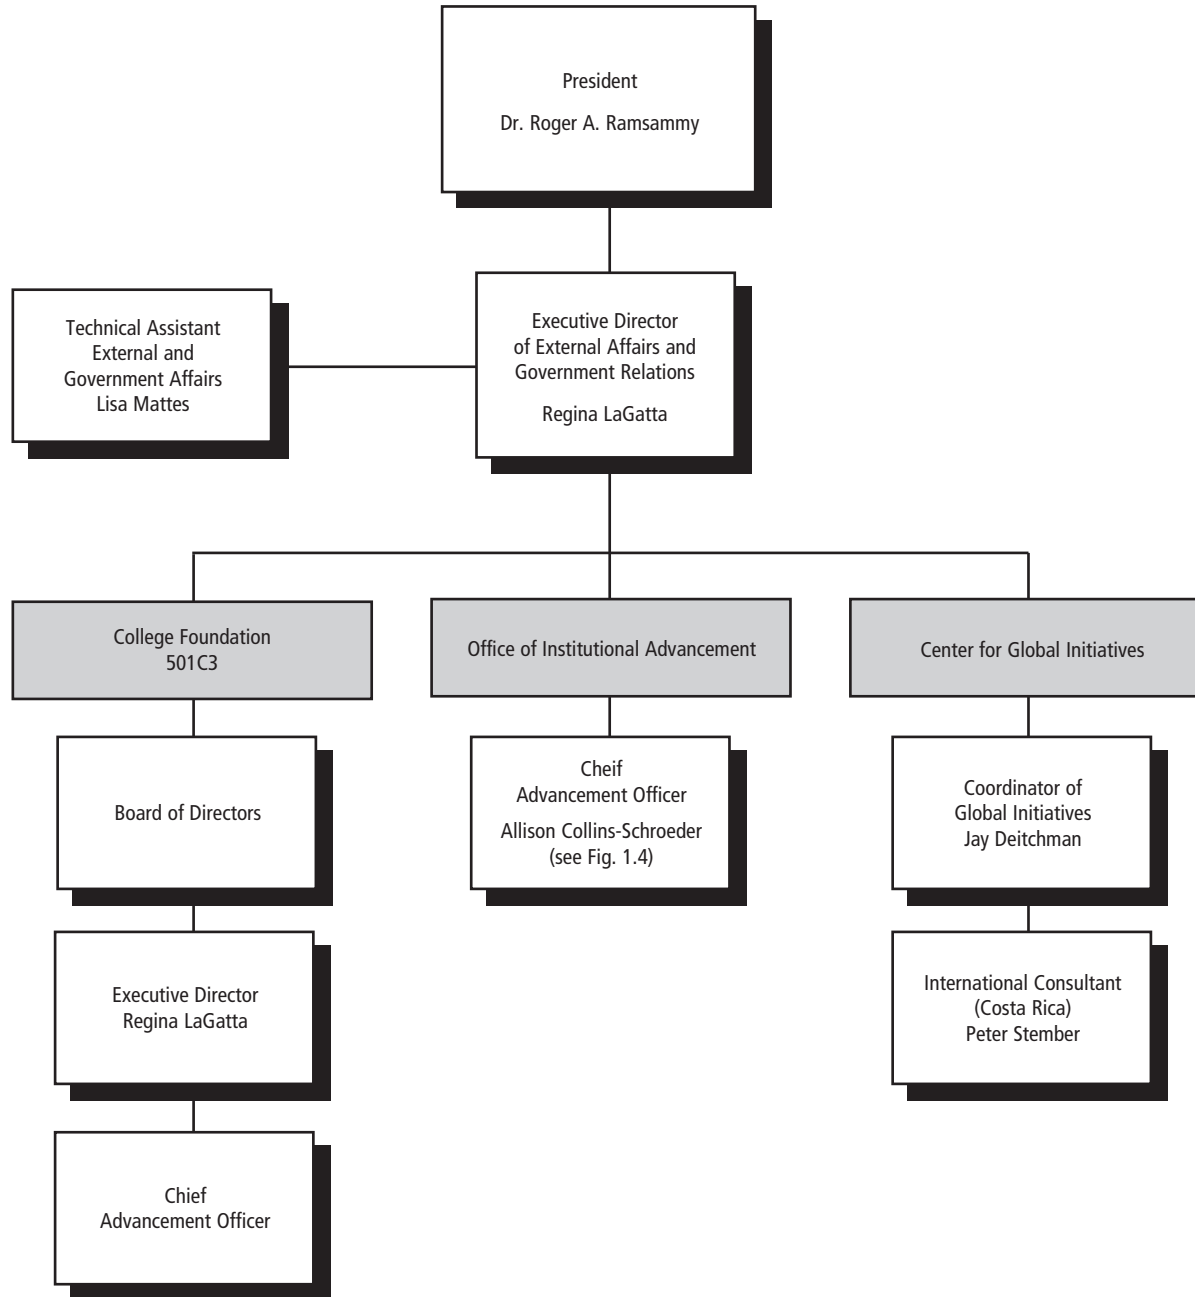 President
Dr. Roger A. Ramsammy
Technical Assistant
External and
Government Affairs
Lisa Mattes
Executive Director
of External Affairs and
Government Relations
Regina LaGatta
College Foundation
501C3
Office of Institutional Advancement
Center for Global Initiatives
Board of Directors
Cheif
Advancement Officer
Allison Collins-Schroeder
(see Fig. 1.4)
Coordinator of
Global Initiatives
Jay Deitchman
Executive Director
Regina LaGatta
International Consultant
(Costa Rica)
Peter Stember
Chief
Advancement Officer